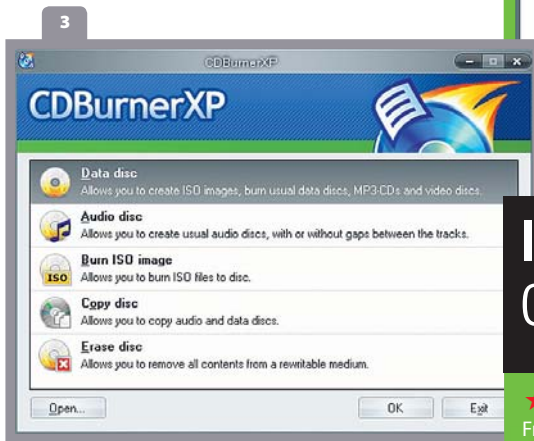 3
CDBurnerXP
CDBurnerXP
Data disc
Allows you to create ISO images, burn usual data discs, MP3-CDs and video discs.
Audio disc
Allows you to create usual audio discs, with or without gaps between the tracks.
Burn ISO image
ISO
Allows you to burn ISO files to disc.
Copy disc
Allows you to copy audio and data discs.
Erase disc
Allows you to remove all contents from a rewritable medium.
Open...
OK
Exit